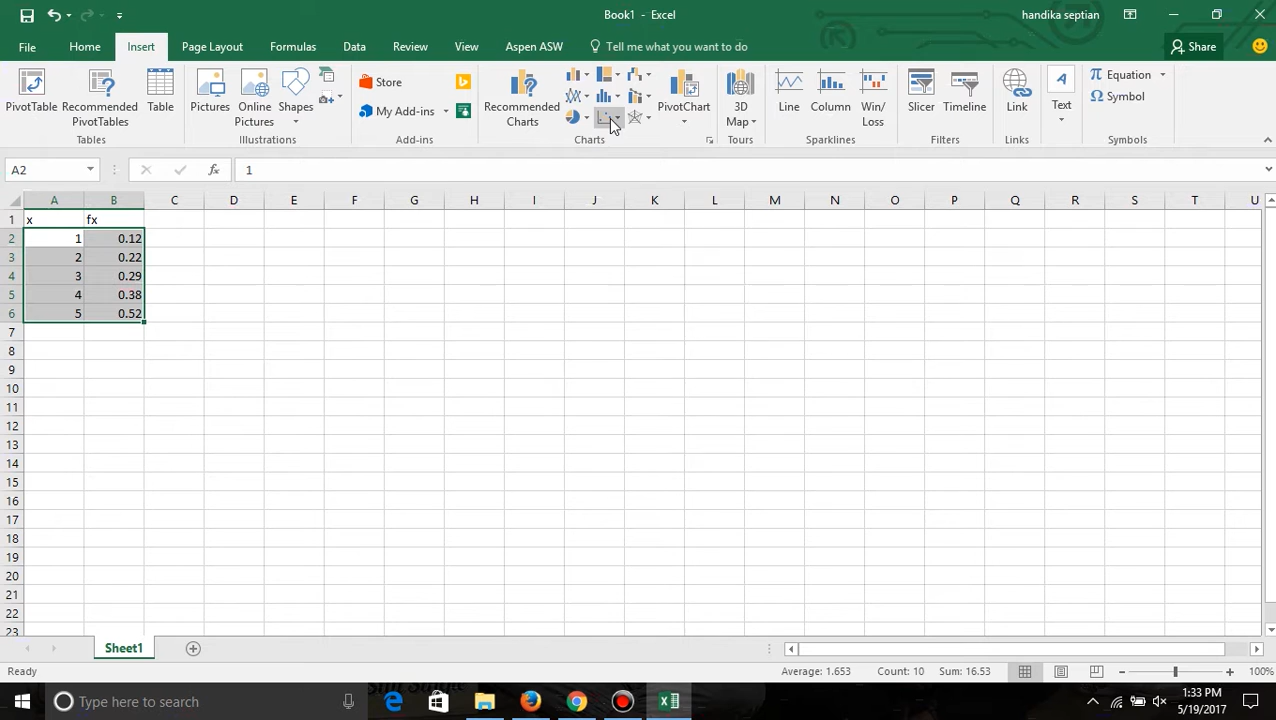 Book1 - Excel
handika septian
File Home Insert Page Layout Formulas Data Review View Aspen ASW Tell me what you want to do Share
PivotTable
Recommended PivotTables
Table
Pictures
Online Pictures
Shapes
Store
My Add-ins
Recommended Charts
PivotChart
3D Map
Line
Column
Win/Loss
Slicer
Timeline
Link
Text
Equation
Symbol
Tables
Illustrations
Add-ins
Charts
Tours
Sparklines
Filters
Links
Symbols
A2 fx 1
A B C D E F G H I J K L M N O P Q R S T U
1 x fx
2 1 0.12
3 2 0.22
4 3 0.29
5 4 0.38
6 5 0.52
7
8
9
10
11
12
13
14
15
16
17
18
19
20
21
22
23
Sheet1
Ready Average: 1.653 Count: 10 Sum: 16.53 100%
Type here to search
1:33 PM
5/19/2017